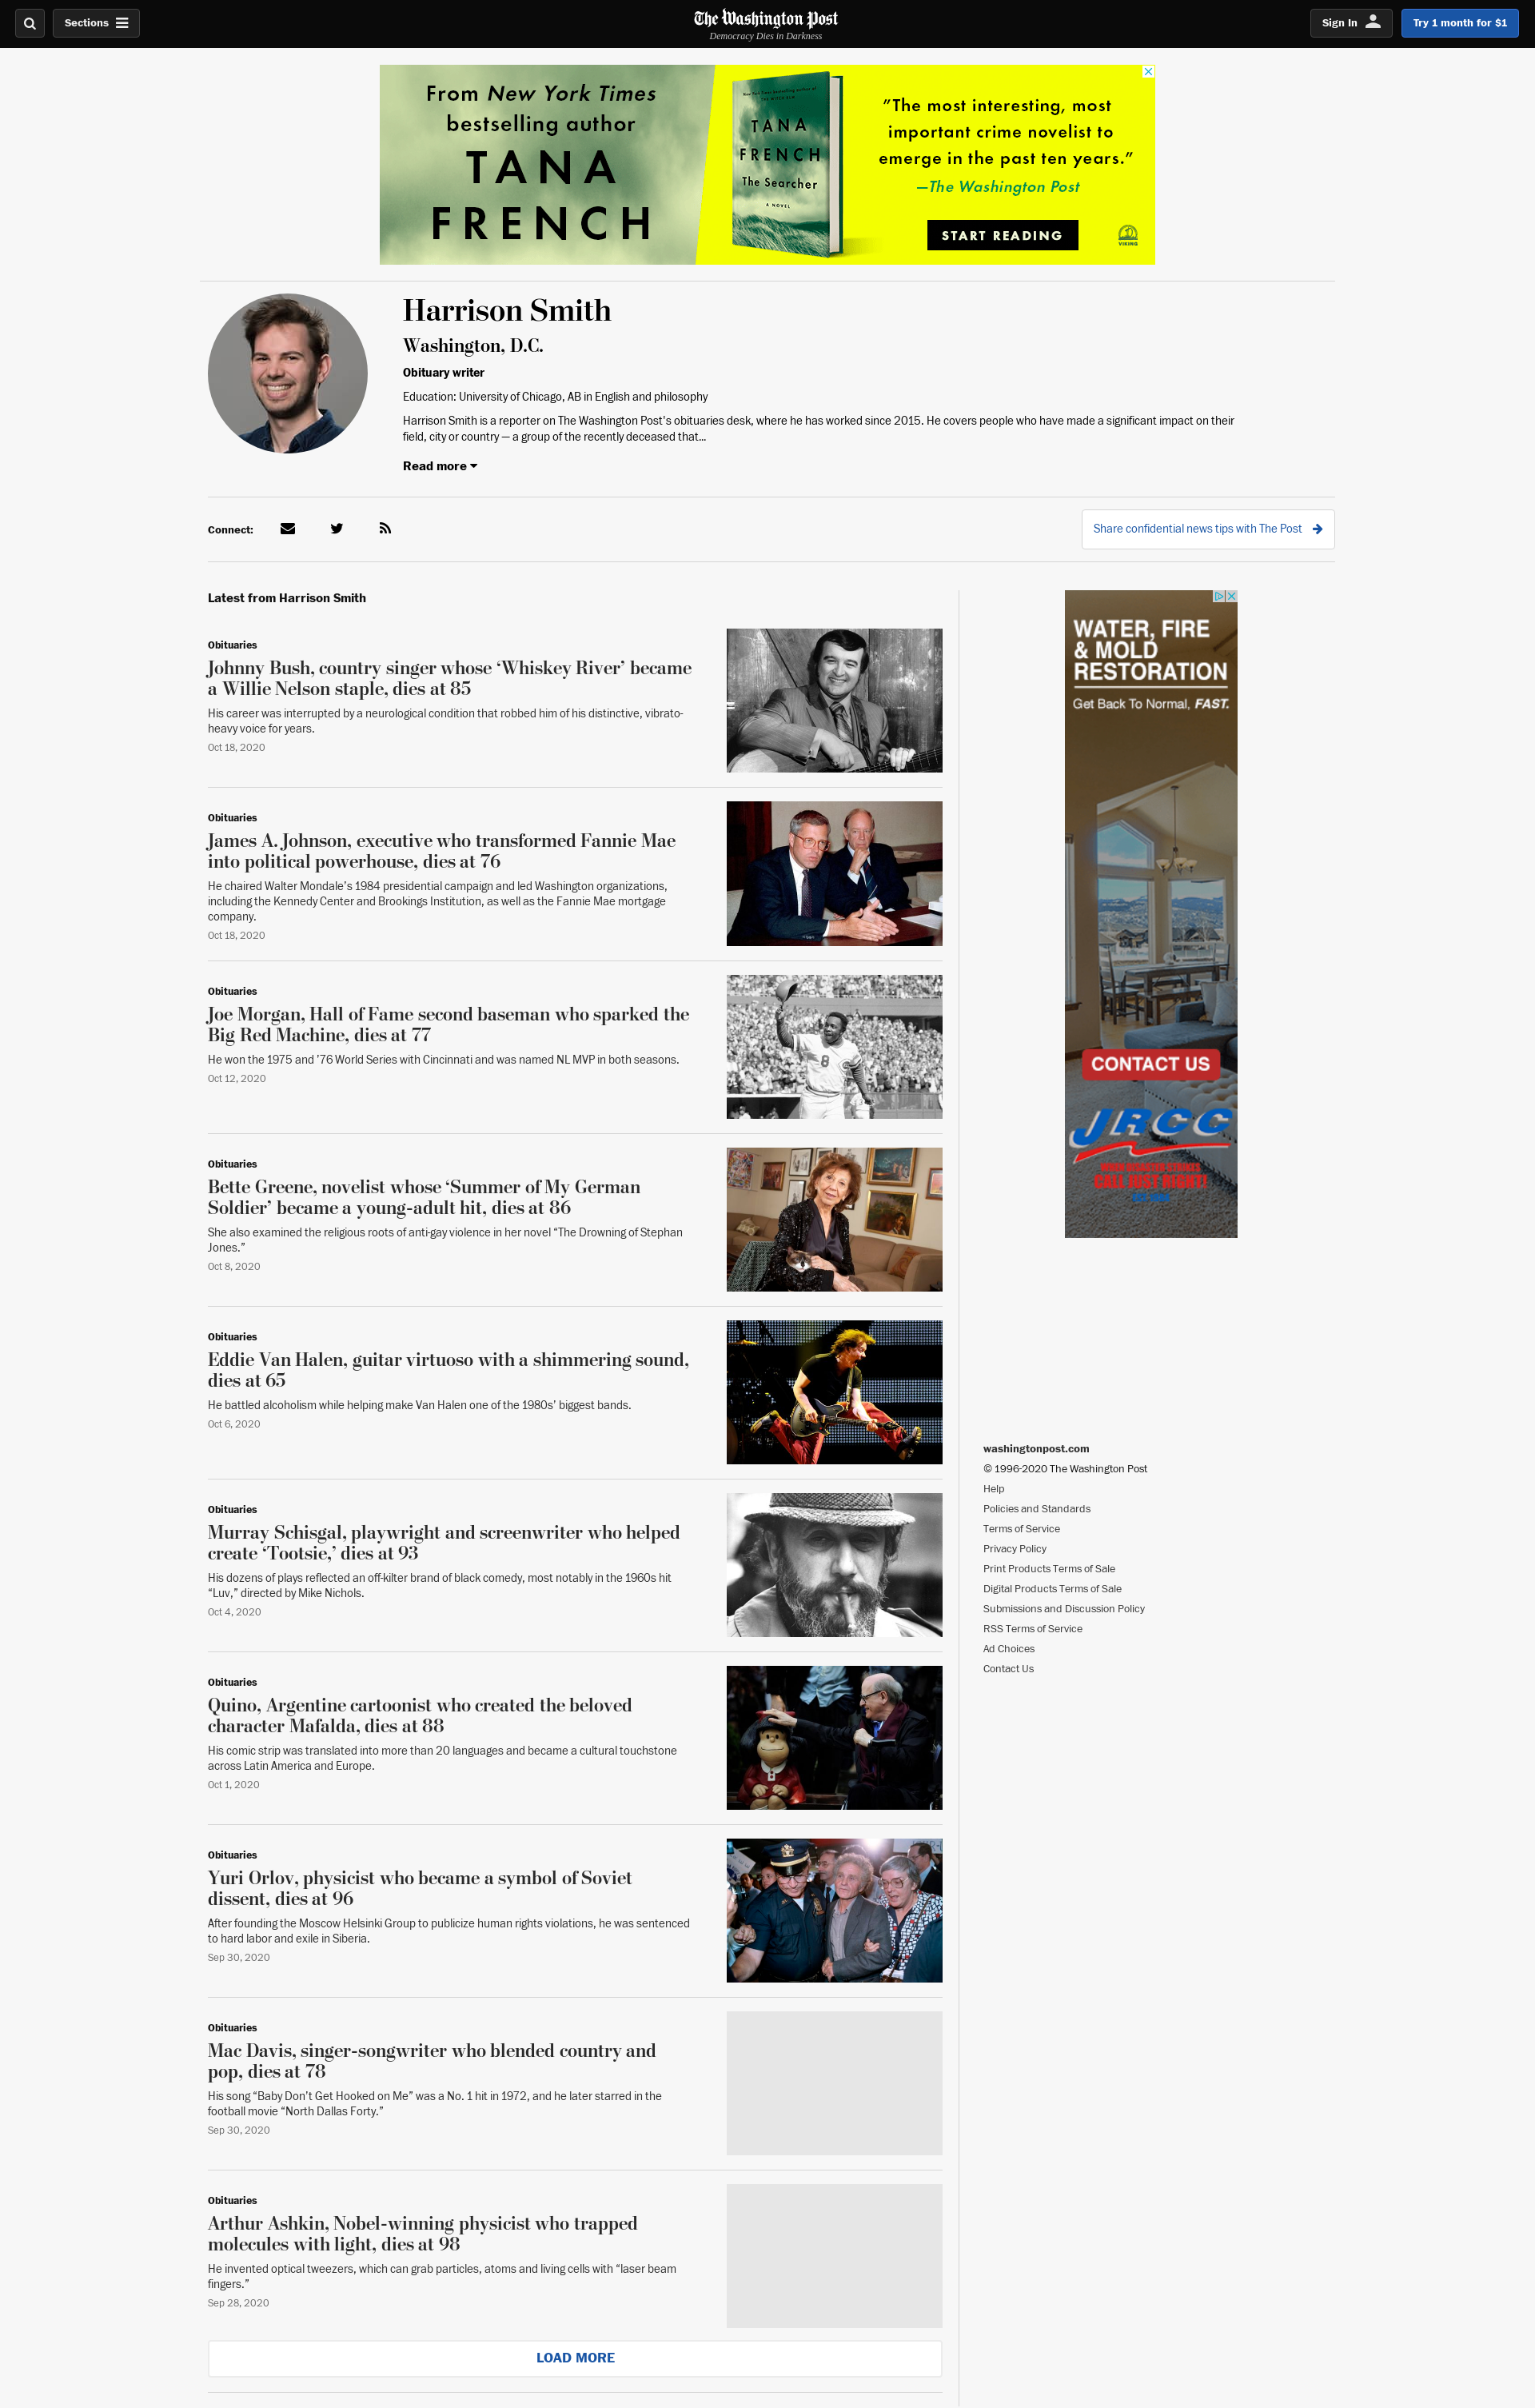 Sections
The Washington Post
Democracy Dies in Darkness
Sign In
Try 1 month for $1
From New York Times
bestselling author
TANA
FRENCH
New York Times bestselling author of
THE WITCH ELM
TANA
FRENCH
The Searcher
A NOVEL
"The most interesting, most
important crime novelist to
emerge in the past ten years."
—The Washington Post
START READING
VIKING
Harrison Smith
Washington, D.C.
Obituary writer
Education: University of Chicago, AB in English and philosophy
Harrison Smith is a reporter on The Washington Post's obituaries desk, where he has worked since 2015. He covers people who have made a significant impact on their
field, city or country — a group of the recently deceased that...
Read more
Connect:
Share confidential news tips with The Post
Latest from Harrison Smith
Obituaries
Johnny Bush, country singer whose ‘Whiskey River’ became
a Willie Nelson staple, dies at 85
His career was interrupted by a neurological condition that robbed him of his distinctive, vibrato-
heavy voice for years.
Oct 18, 2020
Obituaries
James A. Johnson, executive who transformed Fannie Mae
into political powerhouse, dies at 76
He chaired Walter Mondale’s 1984 presidential campaign and led Washington organizations,
including the Kennedy Center and Brookings Institution, as well as the Fannie Mae mortgage
company.
Oct 18, 2020
Obituaries
Joe Morgan, Hall of Fame second baseman who sparked the
Big Red Machine, dies at 77
He won the 1975 and ’76 World Series with Cincinnati and was named NL MVP in both seasons.
Oct 12, 2020
8
Obituaries
Bette Greene, novelist whose ‘Summer of My German
Soldier’ became a young-adult hit, dies at 86
She also examined the religious roots of anti-gay violence in her novel “The Drowning of Stephan
Jones.”
Oct 8, 2020
Obituaries
Eddie Van Halen, guitar virtuoso with a shimmering sound,
dies at 65
He battled alcoholism while helping make Van Halen one of the 1980s’ biggest bands.
Oct 6, 2020
Obituaries
Murray Schisgal, playwright and screenwriter who helped
create ‘Tootsie,’ dies at 93
His dozens of plays reflected an off-kilter brand of black comedy, most notably in the 1960s hit
“Luv,” directed by Mike Nichols.
Oct 4, 2020
Obituaries
Quino, Argentine cartoonist who created the beloved
character Mafalda, dies at 88
His comic strip was translated into more than 20 languages and became a cultural touchstone
across Latin America and Europe.
Oct 1, 2020
Obituaries
Yuri Orlov, physicist who became a symbol of Soviet
dissent, dies at 96
After founding the Moscow Helsinki Group to publicize human rights violations, he was sentenced
to hard labor and exile in Siberia.
Sep 30, 2020
Obituaries
Mac Davis, singer-songwriter who blended country and
pop, dies at 78
His song “Baby Don’t Get Hooked on Me” was a No. 1 hit in 1972, and he later starred in the
football movie “North Dallas Forty.”
Sep 30, 2020
Obituaries
Arthur Ashkin, Nobel-winning physicist who trapped
molecules with light, dies at 98
He invented optical tweezers, which can grab particles, atoms and living cells with “laser beam
fingers.”
Sep 28, 2020
LOAD MORE
WATER, FIRE
& MOLD
RESTORATION
Get Back To Normal, FAST.
CONTACT US
JRCC
WHEN DISASTER STRIKES
CALL JUST RIGHT!
washingtonpost.com
© 1996-2020 The Washington Post
Help
Policies and Standards
Terms of Service
Privacy Policy
Print Products Terms of Sale
Digital Products Terms of Sale
Submissions and Discussion Policy
RSS Terms of Service
Ad Choices
Contact Us